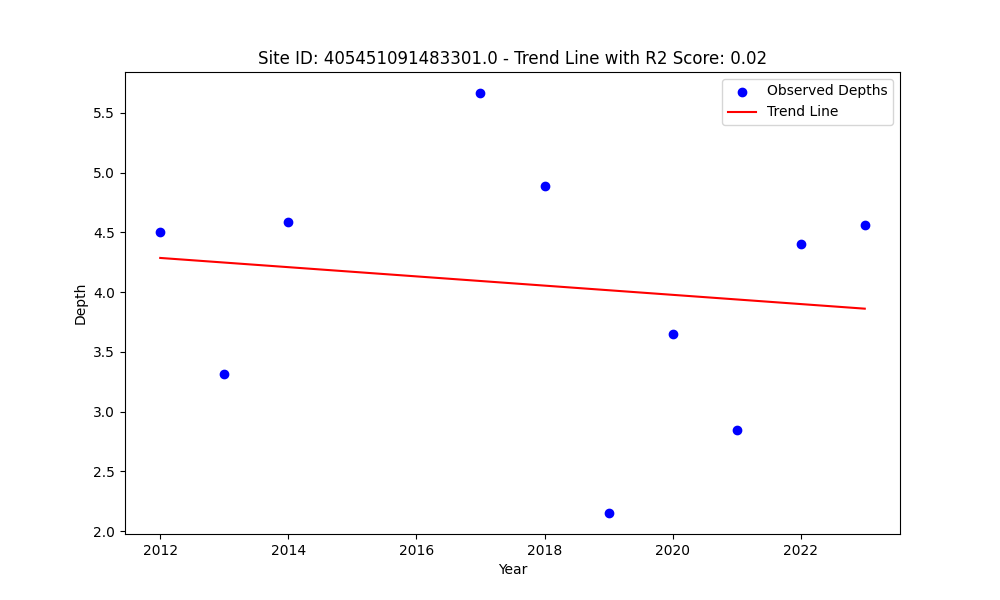 Site ID: 405451091483301.0 - Trend Line with R2 Score: 0.02
Observed Depths
Trend Line
5.5
5.0
4.5
4.0
3.5
3.0
2.5
2.0
Depth
2012
2014
2016
2018
2020
2022
Year